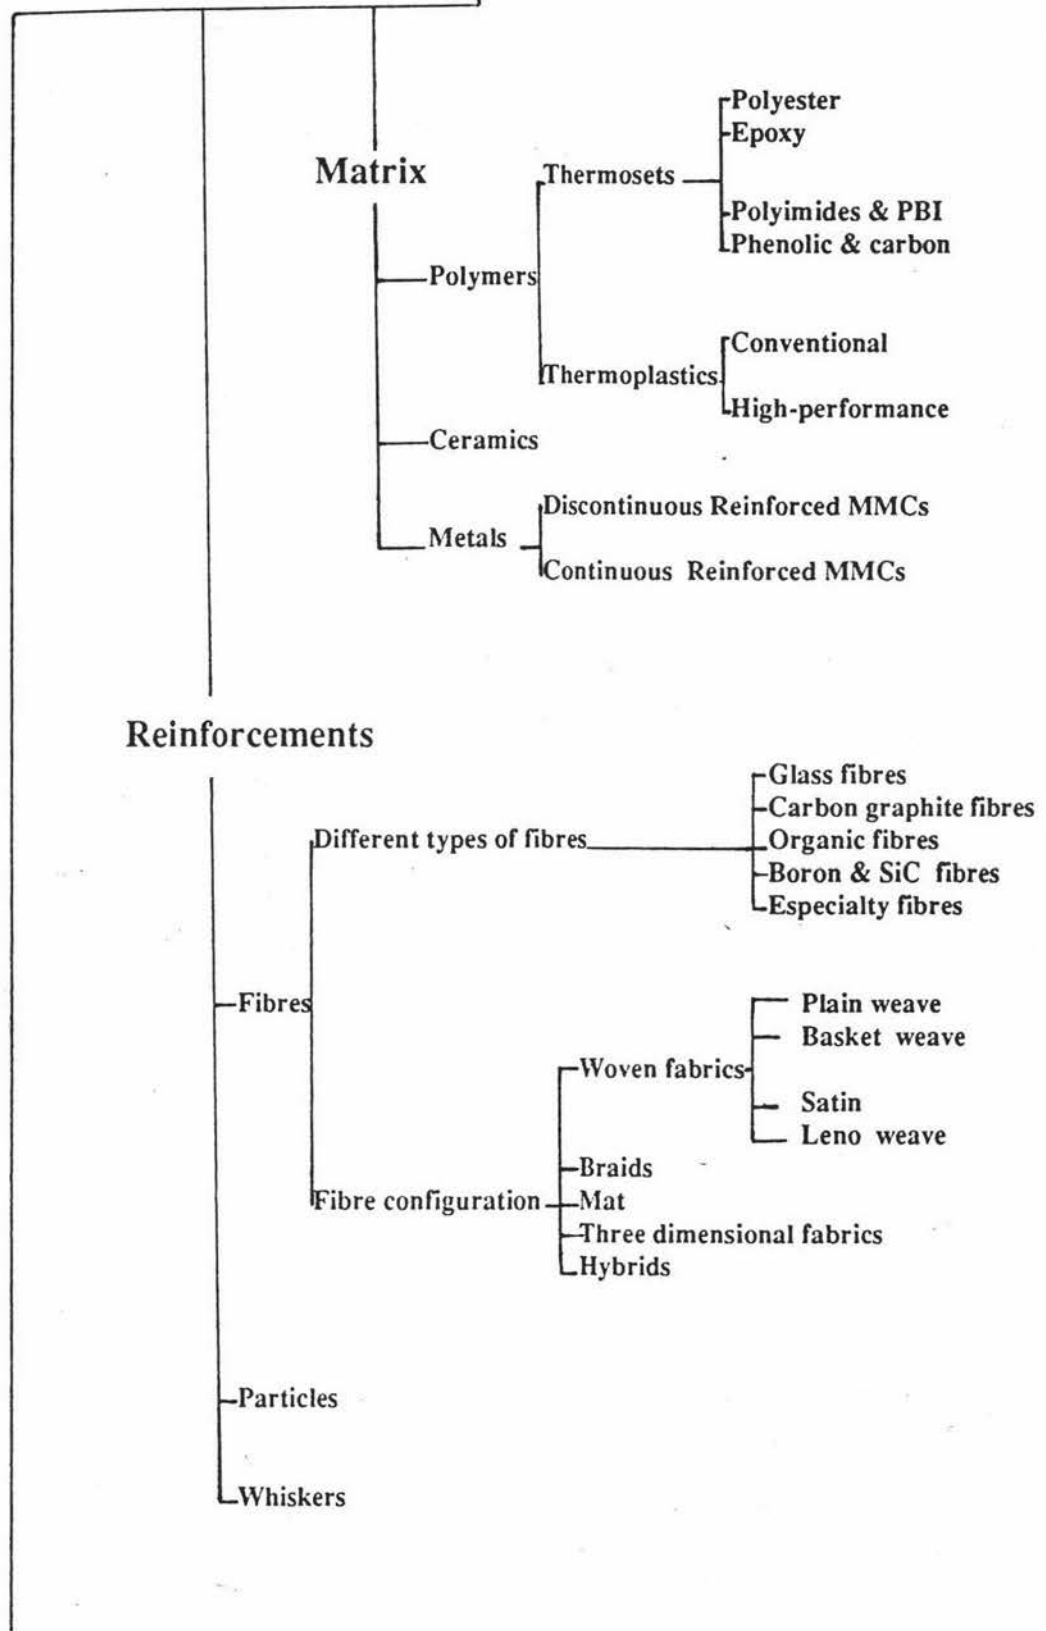 Matrix
Polymers
Thermosets
Polyester
Epoxy
Polyimides & PBI
Phenolic & carbon
Thermoplastics
Conventional
High-performance
Ceramics
Metals
Discontinuous Reinforced MMCs
Continuous Reinforced MMCs
Reinforcements
Fibres
Different types of fibres
Glass fibres
Carbon graphite fibres
Organic fibres
Boron & SiC fibres
Especialty fibres
Fibre configuration
Woven fabrics
Plain weave
Basket weave
Satin
Leno weave
Braids
Mat
Three dimensional fabrics
Hybrids
Particles
Whiskers